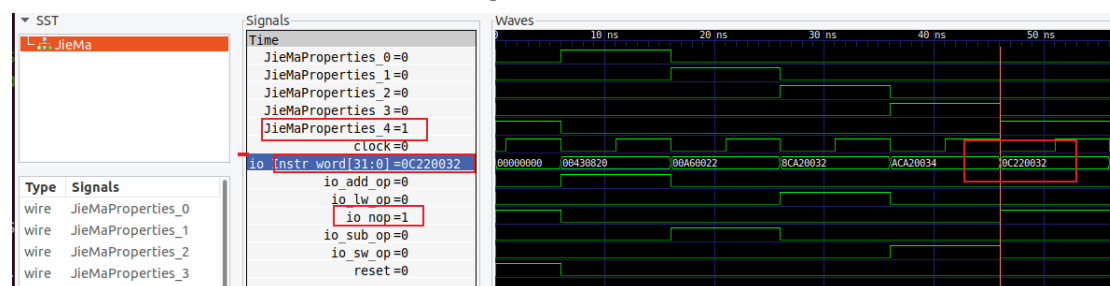 SST
JieMa
Type Signals
wire JieMaProperties_0
wire JieMaProperties_1
wire JieMaProperties_2
wire JieMaProperties_3
Signals
Time
JieMaProperties_0=0
JieMaProperties_1=0
JieMaProperties_2=0
JieMaProperties_3=0
JieMaProperties_4=1
clock=0
io_Instr_word[31:0]=0C220032
io_add_op=0
io_lw_op=0
io_nop=1
io_sub_op=0
io_sw_op=0
reset=0
Waves
0 10 ns 20 ns 30 ns 40 ns 50 ns
00000000 00430820 00A60022 8CA20032 ACA20034 0C220032